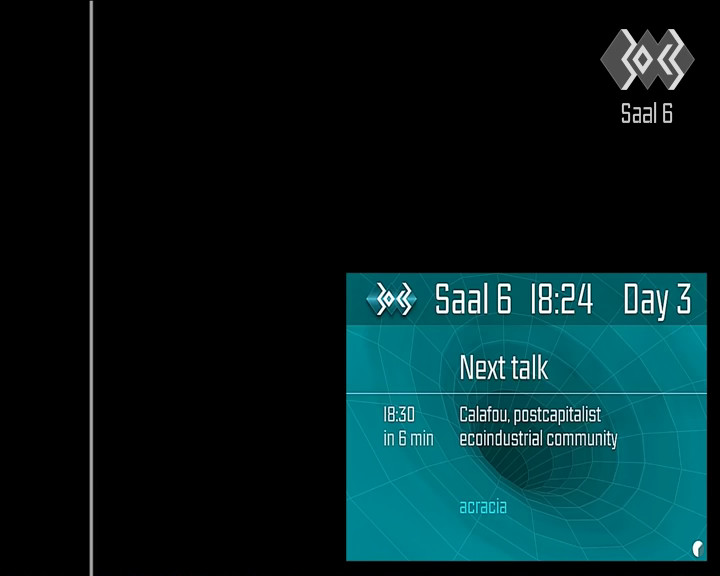 Saal 6
Saal 6 18:24 Day 3
Next talk
18:30 Calafou, postcapitalist
in 6 min ecoindustrial community
acracia